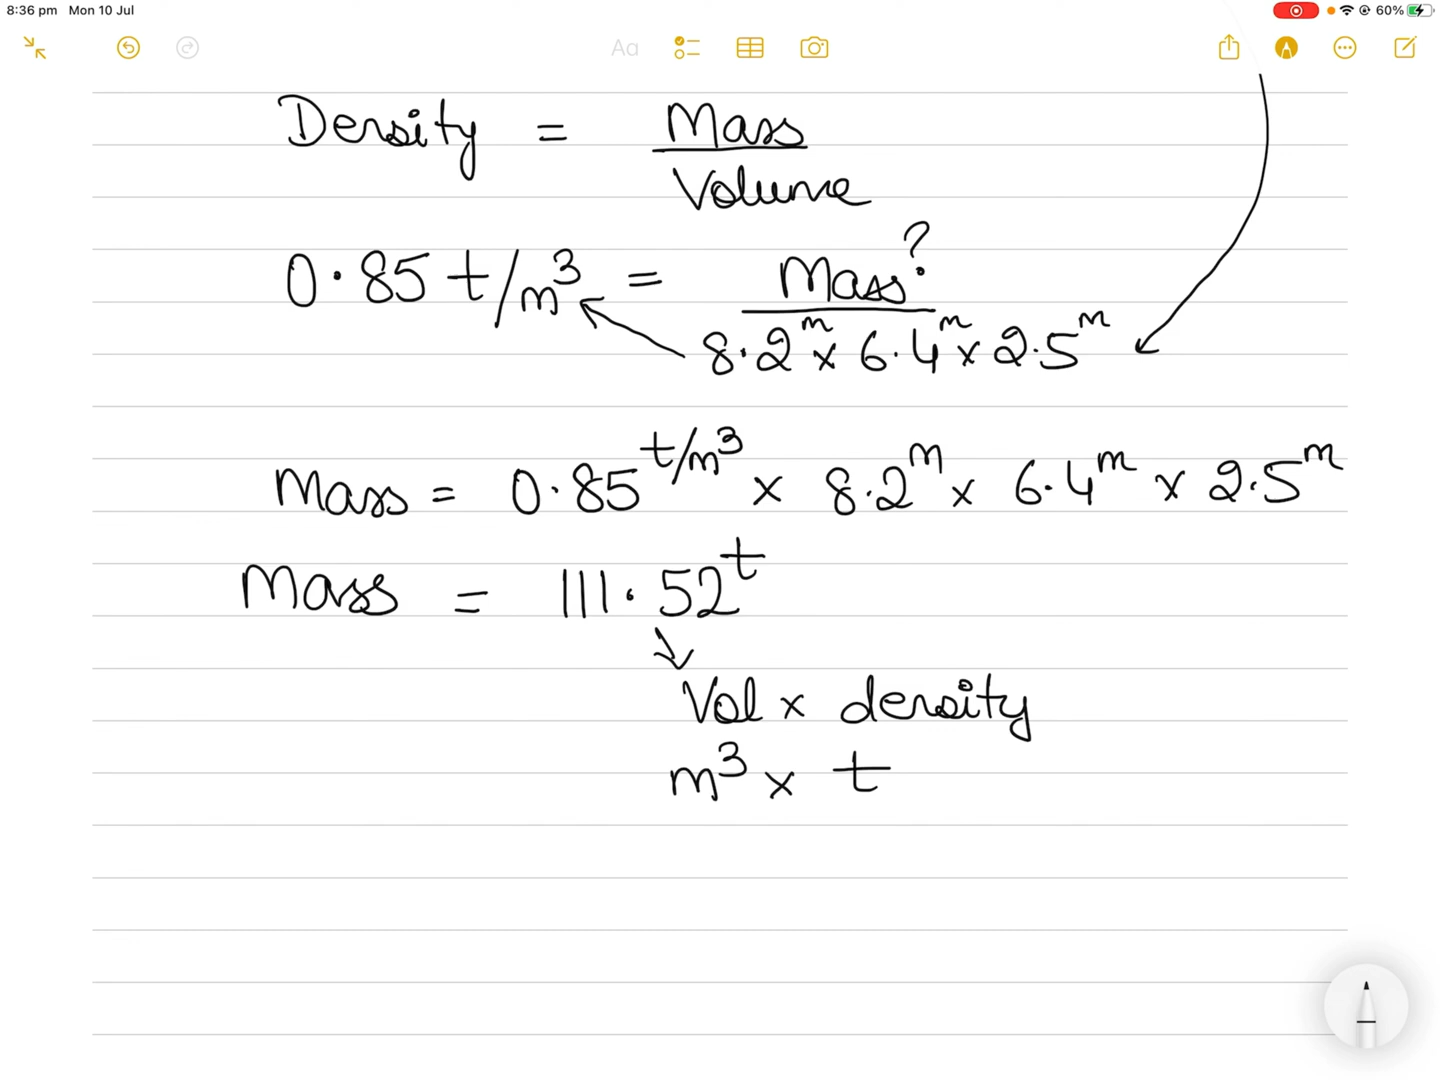 8:36 pm Mon 10 Jul 60%
Aa
Density = Mass
Volume
0.85 t/m³ = Mass?
8.2ᵐ x 6.4ᵐ x 2.5ᵐ
Mass = 0.85 t/m³ x 8.2ᵐ x 6.4ᵐ x 2.5ᵐ
Mass = 111.52ᵗ
Vol x density
m³ x t